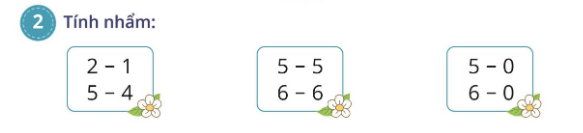 2 Tính nhẩm:
2 – 1
5 – 4
5 – 5
6 – 6
5 – 0
6 – 0